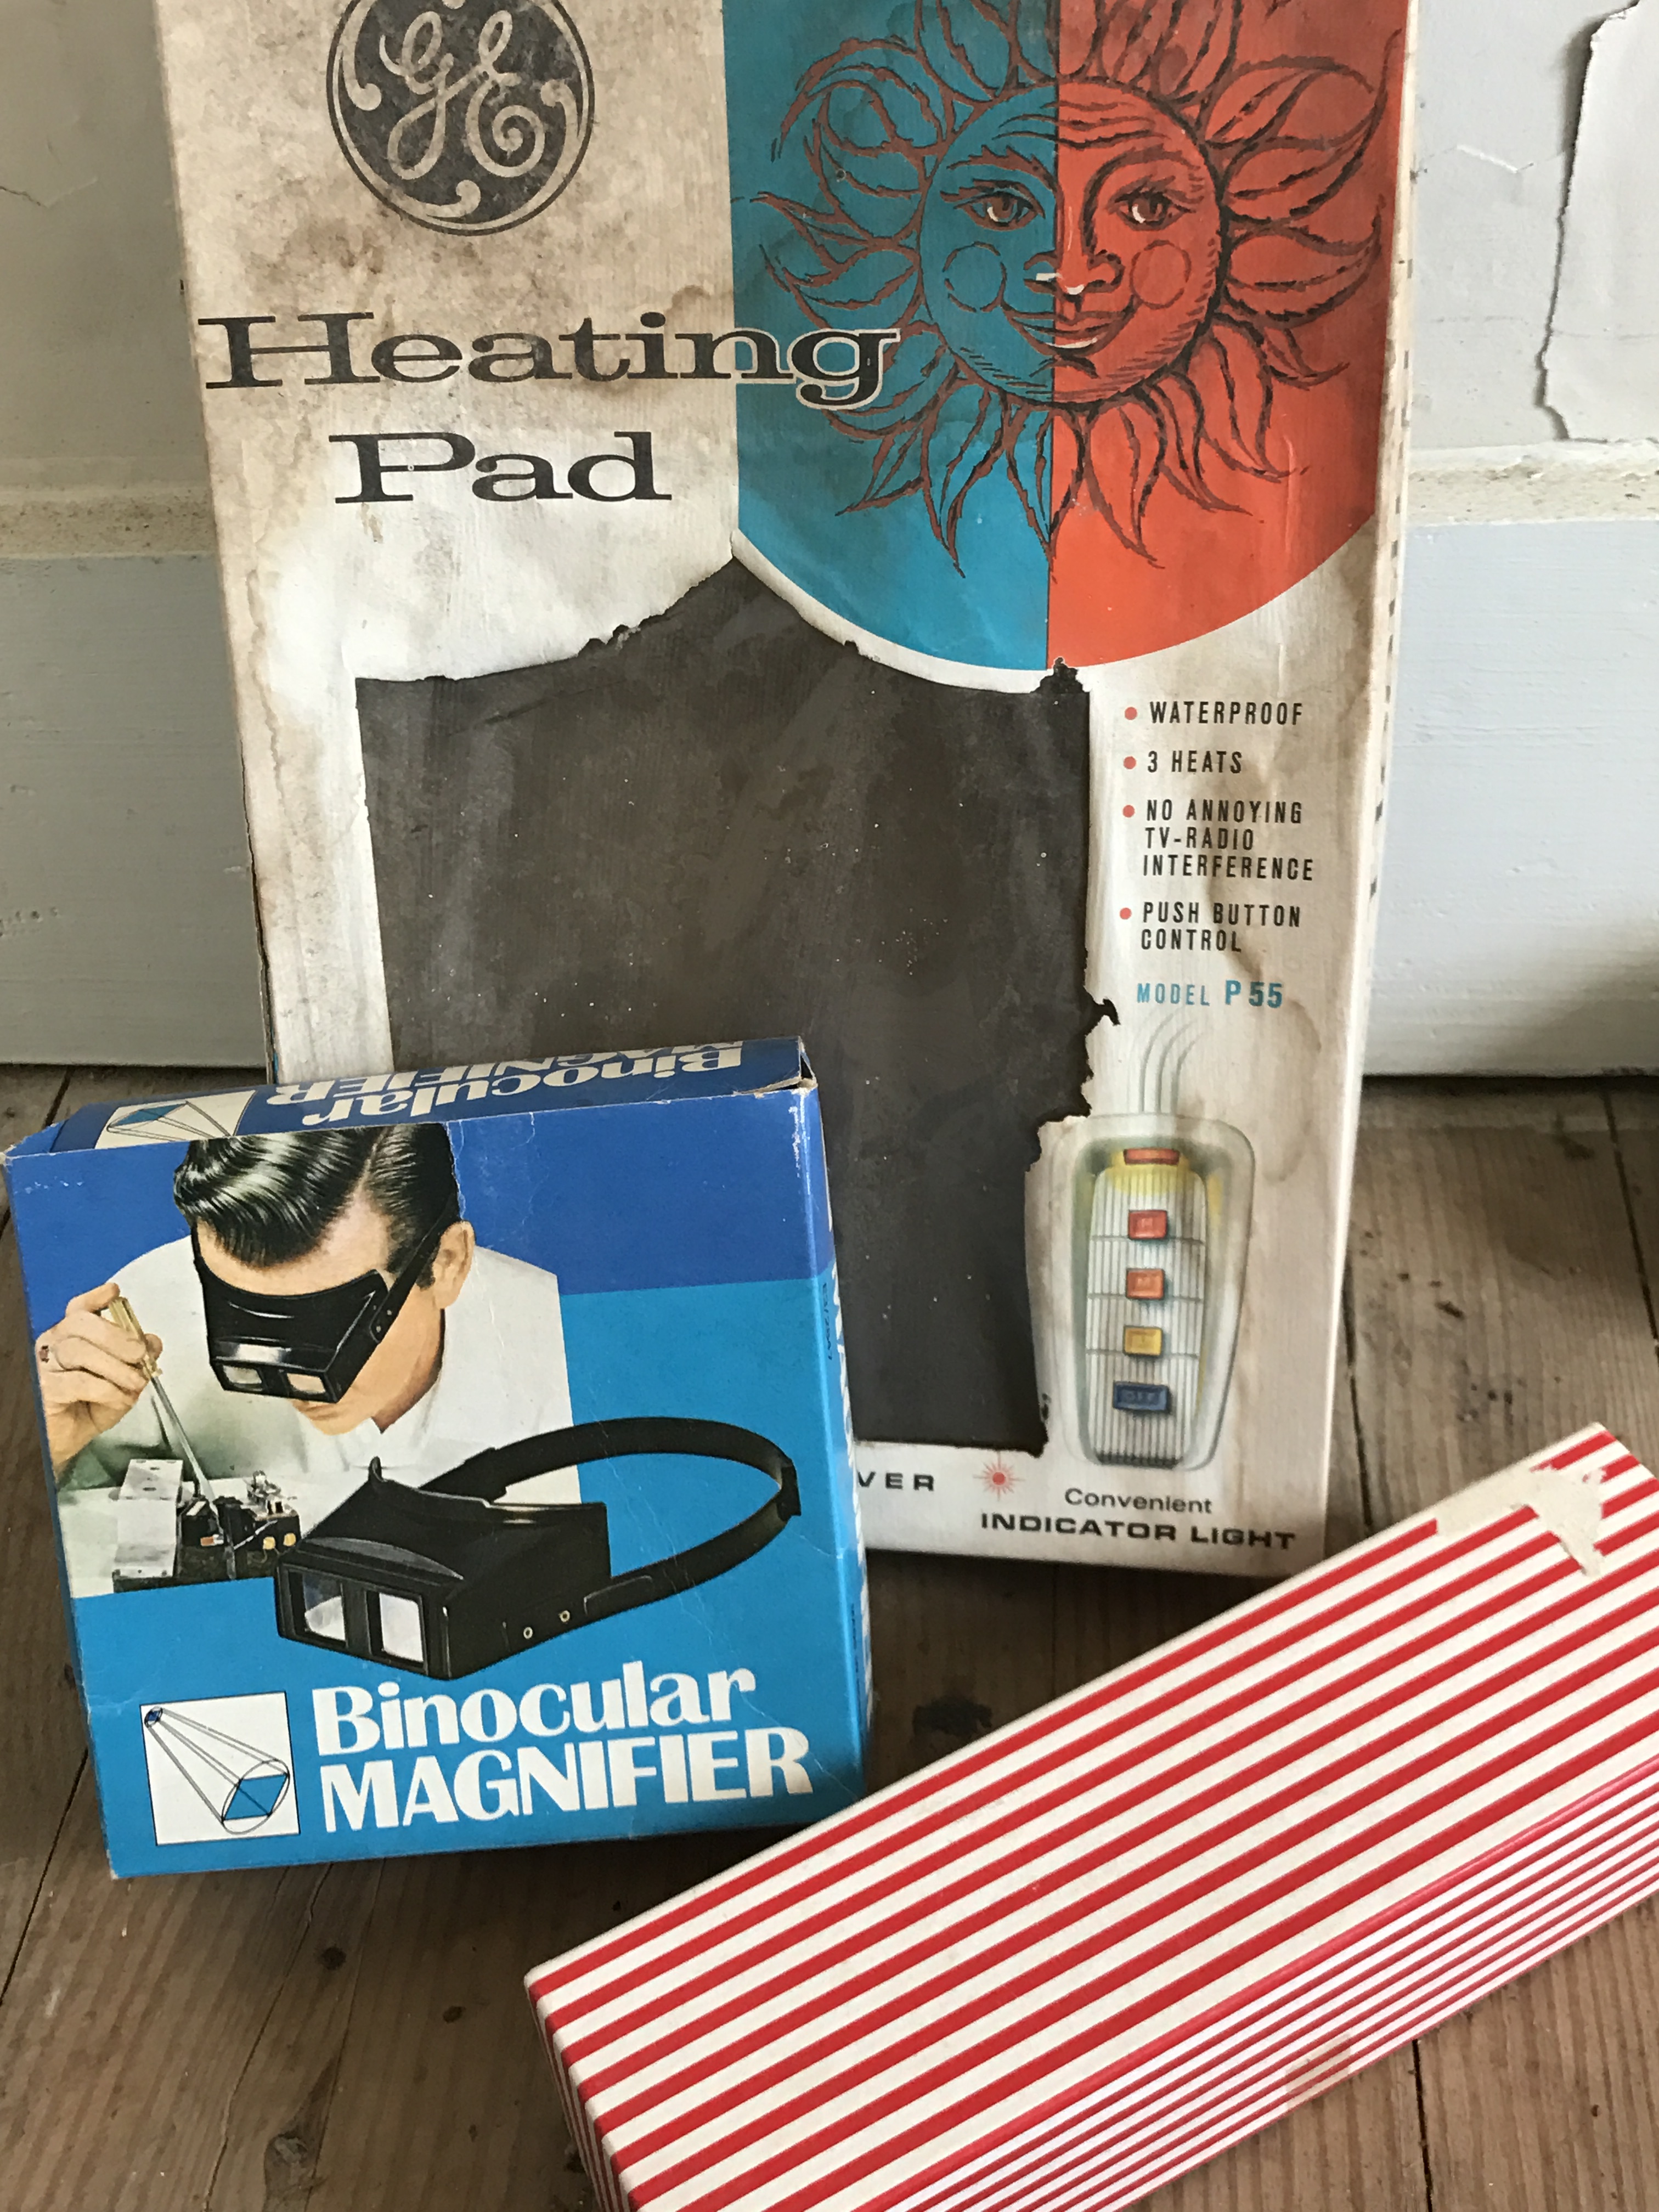 GE
Heating
Pad
• WATERPROOF
• 3 HEATS
• NO ANNOYING
TV-RADIO
INTERFERENCE
• PUSH BUTTON
CONTROL
MODEL P55
H
M
L
OFF
VER
Convenient
INDICATOR LIGHT
Binocular
MAGNIFIER
Binocular
MAGNIFIER